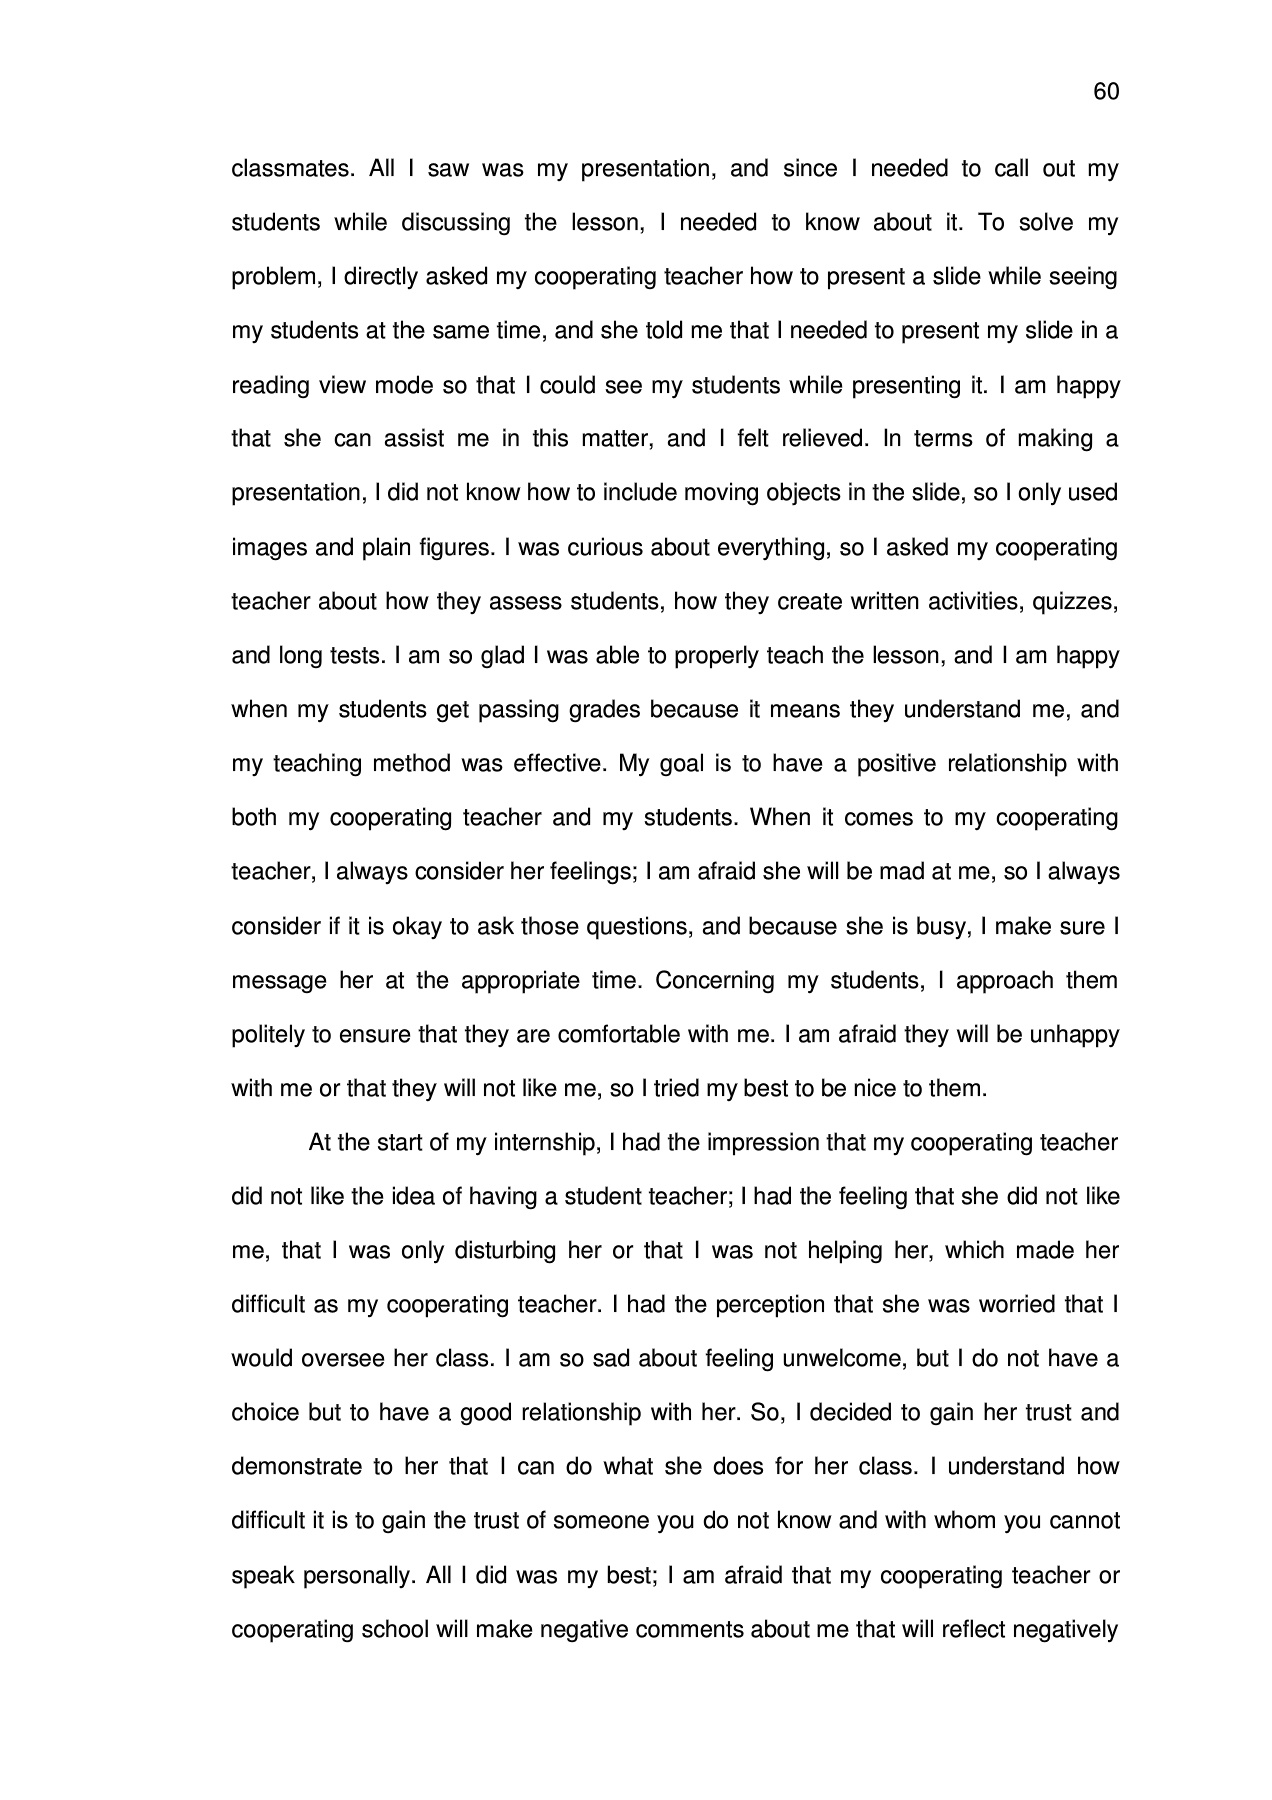 60
classmates. All I saw was my presentation, and since I needed to call out my
students while discussing the lesson, I needed to know about it. To solve my
problem, I directly asked my cooperating teacher how to present a slide while seeing
my students at the same time, and she told me that I needed to present my slide in a
reading view mode so that I could see my students while presenting it. I am happy
that she can assist me in this matter, and I felt relieved. In terms of making a
presentation, I did not know how to include moving objects in the slide, so I only used
images and plain figures. I was curious about everything, so I asked my cooperating
teacher about how they assess students, how they create written activities, quizzes,
and long tests. I am so glad I was able to properly teach the lesson, and I am happy
when my students get passing grades because it means they understand me, and
my teaching method was effective. My goal is to have a positive relationship with
both my cooperating teacher and my students. When it comes to my cooperating
teacher, I always consider her feelings; I am afraid she will be mad at me, so I always
consider if it is okay to ask those questions, and because she is busy, I make sure I
message her at the appropriate time. Concerning my students, I approach them
politely to ensure that they are comfortable with me. I am afraid they will be unhappy
with me or that they will not like me, so I tried my best to be nice to them.
At the start of my internship, I had the impression that my cooperating teacher
did not like the idea of having a student teacher; I had the feeling that she did not like
me, that I was only disturbing her or that I was not helping her, which made her
difficult as my cooperating teacher. I had the perception that she was worried that I
would oversee her class. I am so sad about feeling unwelcome, but I do not have a
choice but to have a good relationship with her. So, I decided to gain her trust and
demonstrate to her that I can do what she does for her class. I understand how
difficult it is to gain the trust of someone you do not know and with whom you cannot
speak personally. All I did was my best; I am afraid that my cooperating teacher or
cooperating school will make negative comments about me that will reflect negatively